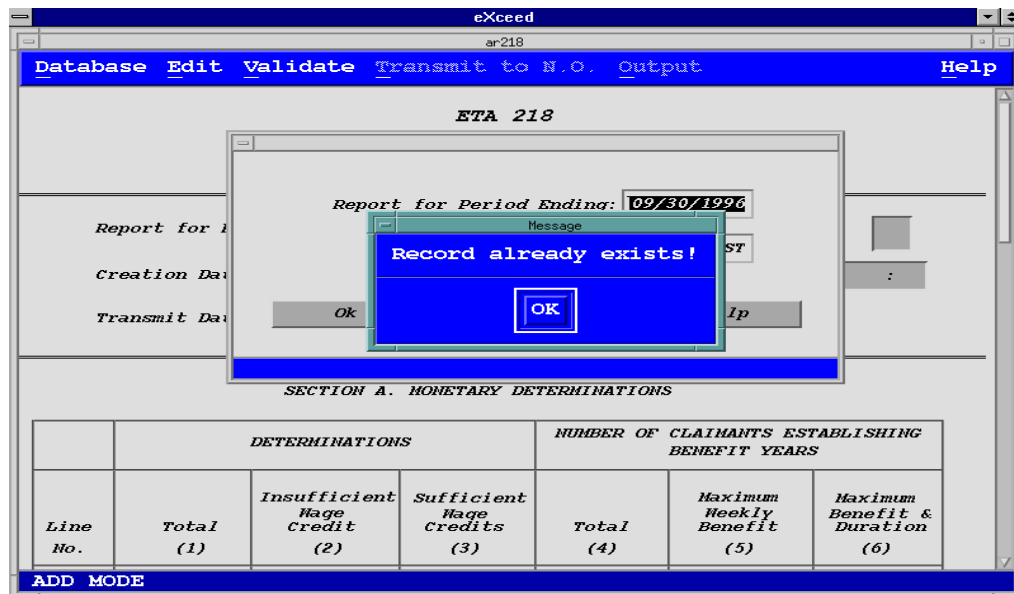 eXceed
ar218
Database Edit Validate Transmit to N.O. Output Help
ETA 218
Report for Period Ending: 09/30/1996
Message
Report for
ST
Record already exists!
Creation Da
:
OK
Ok
lp
Transmit Da
SECTION A. MONETARY DETERMINATIONS
DETERMINATIONS
NUMBER OF CLAIMANTS ESTABLISHING
BENEFIT YEARS
Line
No.
Total
(1)
Insufficient
Wage
Credit
(2)
Sufficient
Wage
Credits
(3)
Total
(4)
Maximum
Weekly
Benefit
(5)
Maximum
Benefit &
Duration
(6)
ADD MODE